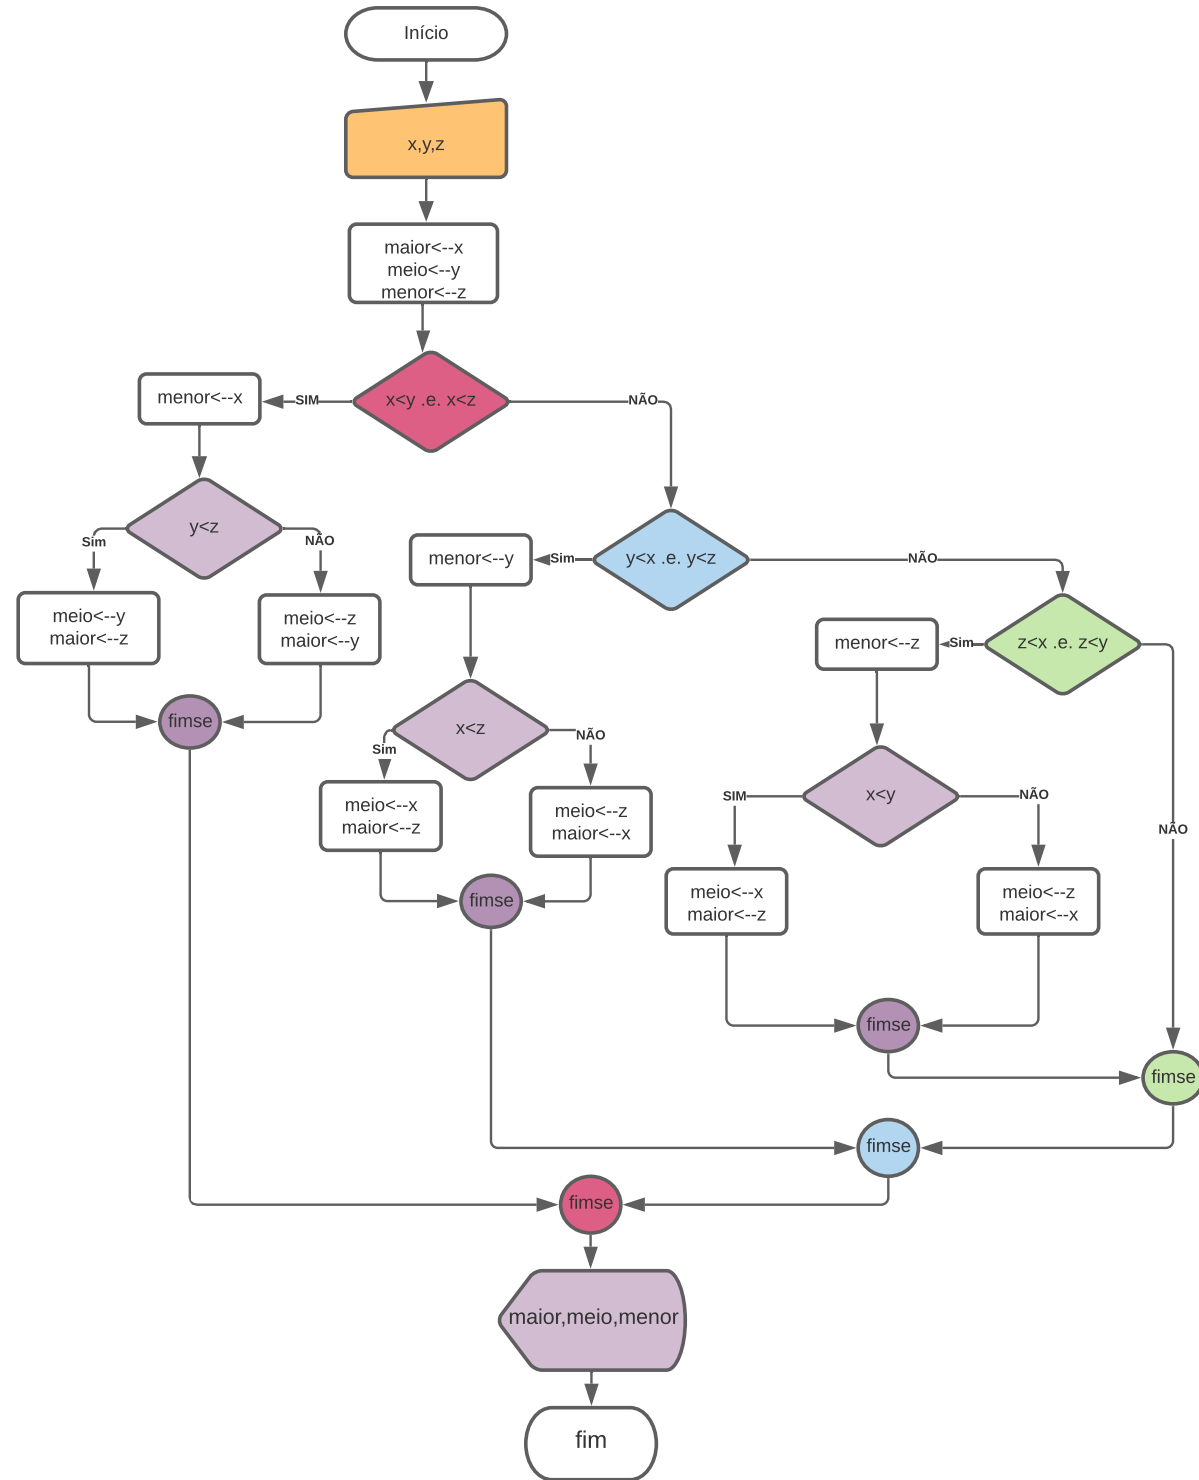 Início
x,y,z
maior<--x
meio<--y
menor<--z
x<y .e. x<z
SIM
NÃO
menor<--x
y<z
Sim
NÃO
meio<--y
maior<--z
meio<--z
maior<--y
fimse
y<x .e. y<z
Sim
NÃO
menor<--y
x<z
Sim
NÃO
meio<--x
maior<--z
meio<--z
maior<--x
fimse
z<x .e. z<y
Sim
NÃO
menor<--z
x<y
SIM
NÃO
meio<--x
maior<--z
meio<--z
maior<--x
fimse
fimse
fimse
fimse
maior,meio,menor
fim